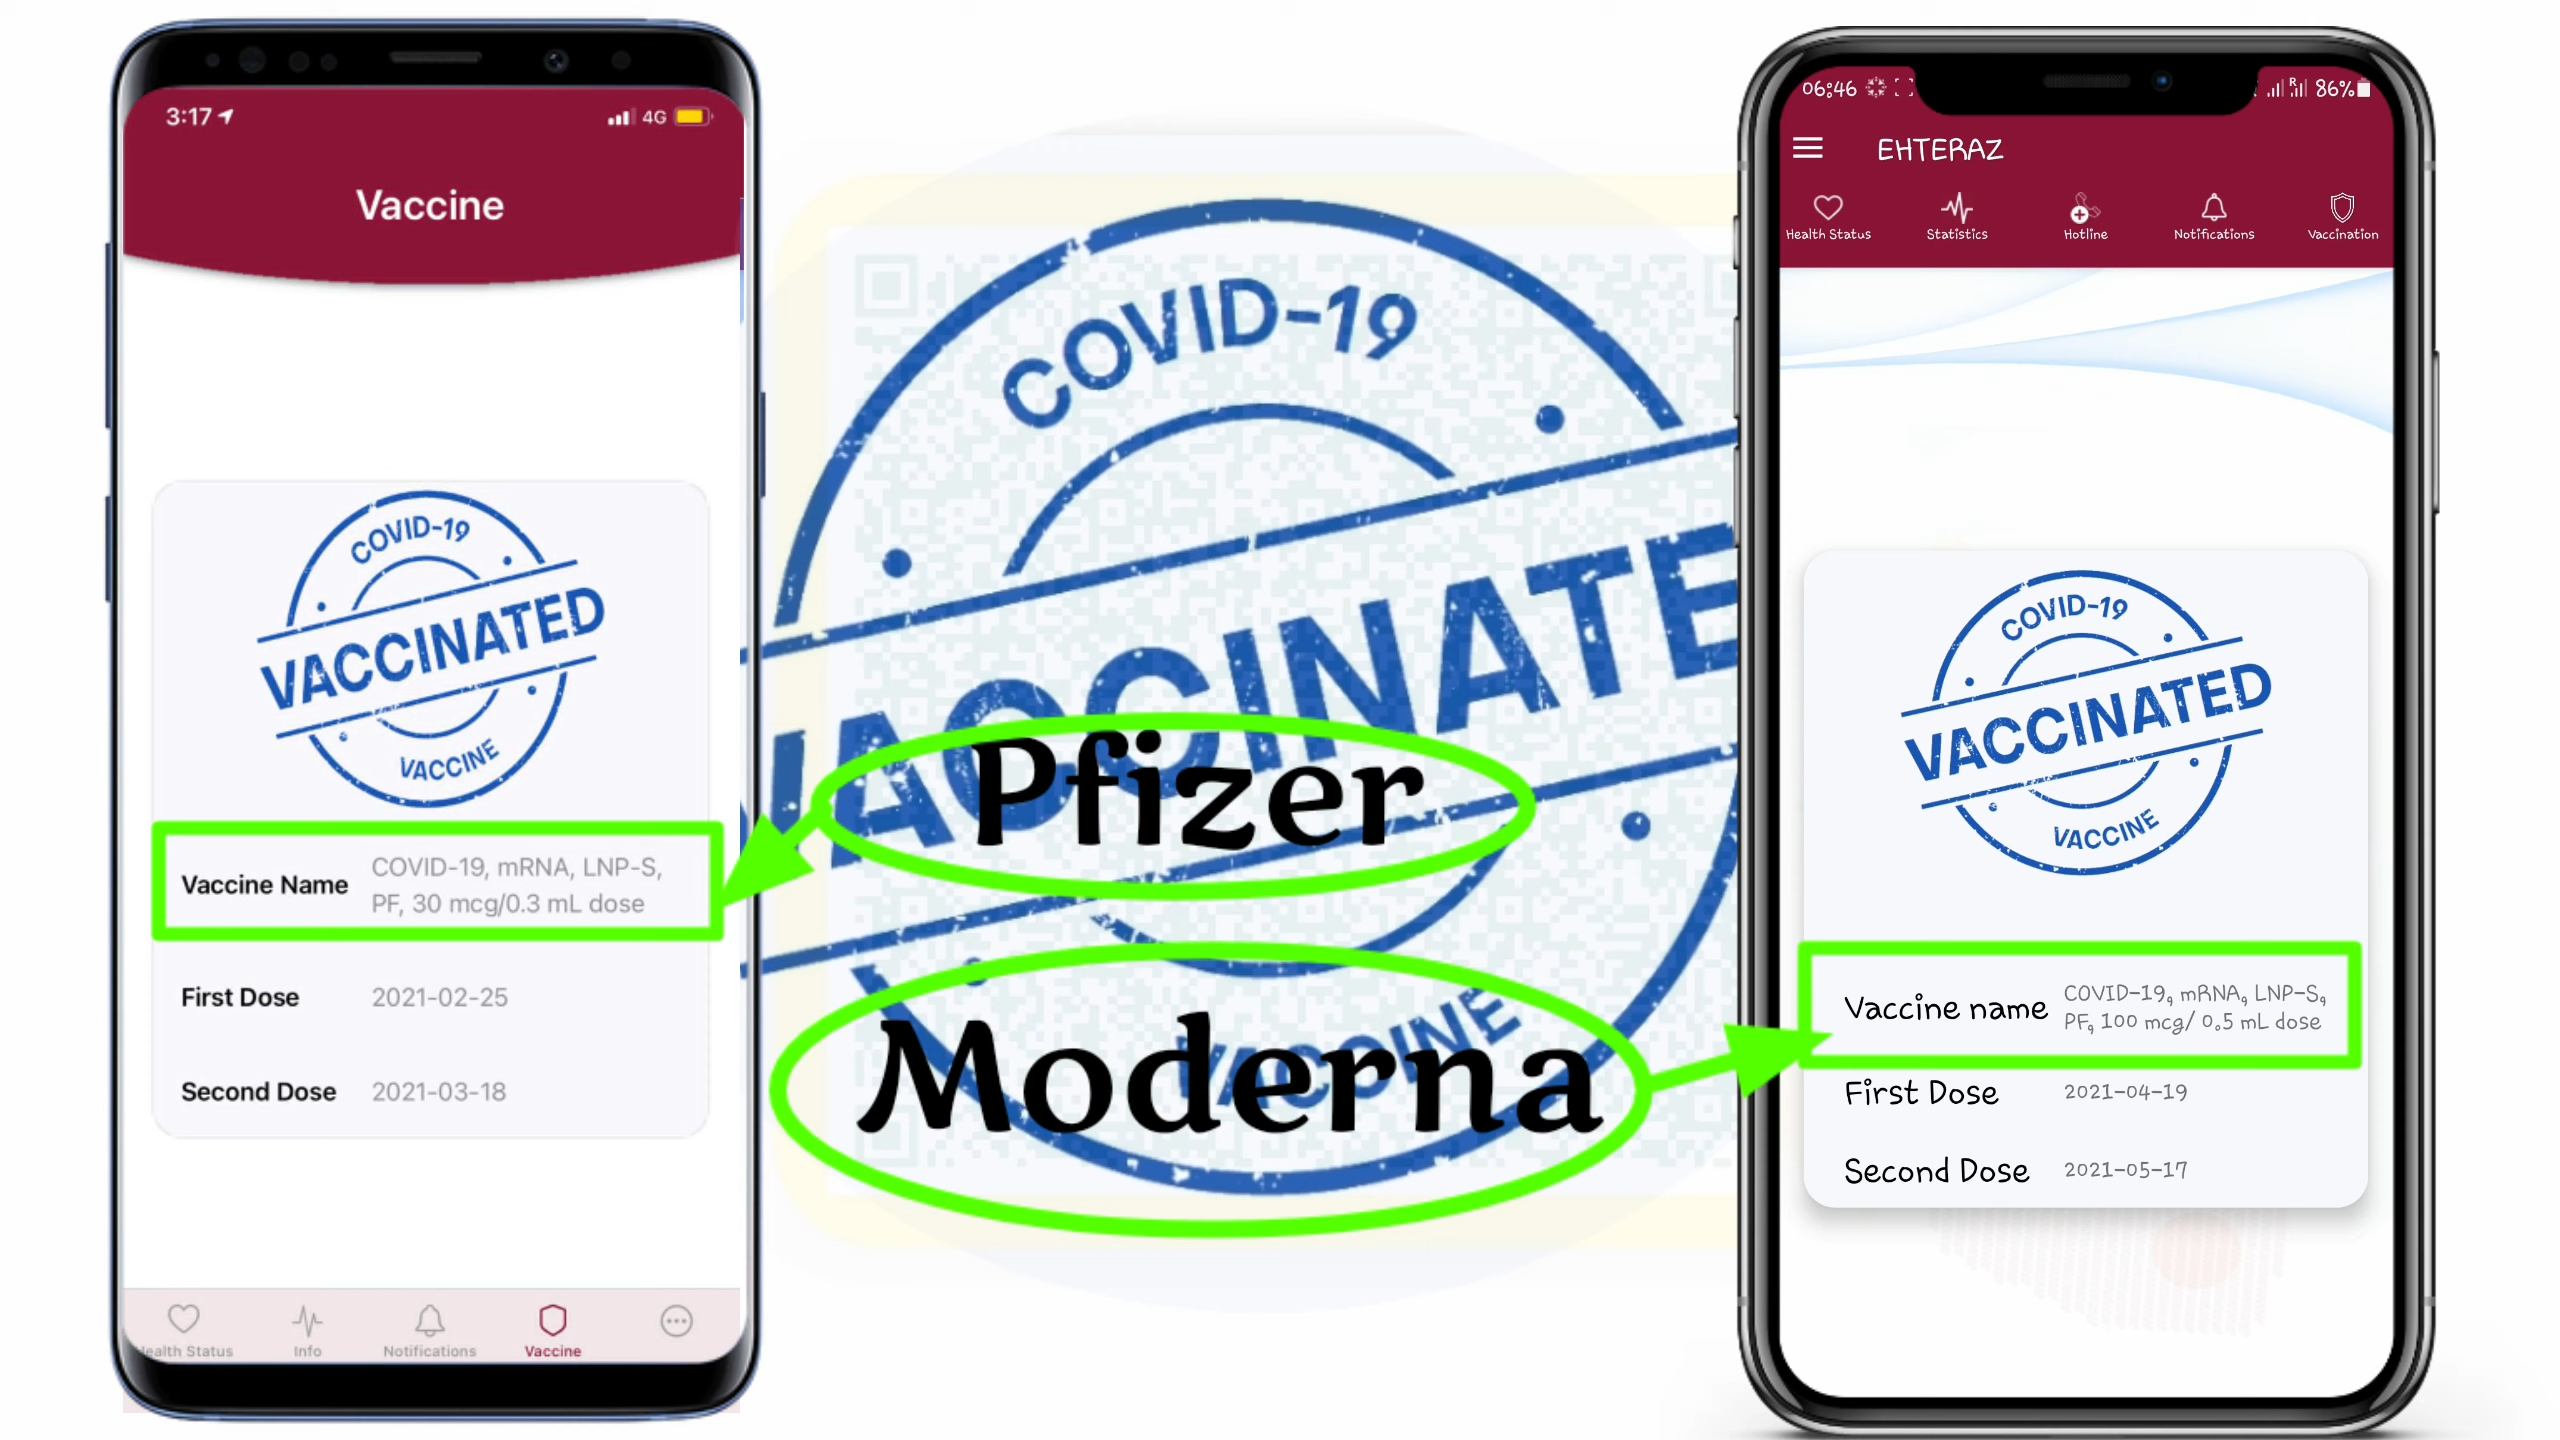 3:17
4G
Vaccine
COVID-19
VACCINATED
VACCINE
Vaccine Name
COVID-19, mRNA, LNP-S,
PF, 30 mcg/0.3 mL dose
First Dose
2021-02-25
Second Dose
2021-03-18
ealth Status
Info
Notifications
Vaccine
COVID-19
VACCINATE
VACCINE
Pfizer
Moderna
06:46
R
86%
EHTERAZ
Health Status
Statistics
Hotline
Notifications
Vaccination
COVID-19
VACCINATED
VACCINE
Vaccine name
COVID-19, mRNA, LNP-S,
PF, 100 mcg/ 0.5 mL dose
First Dose
2021-04-19
Second Dose
2021-05-17